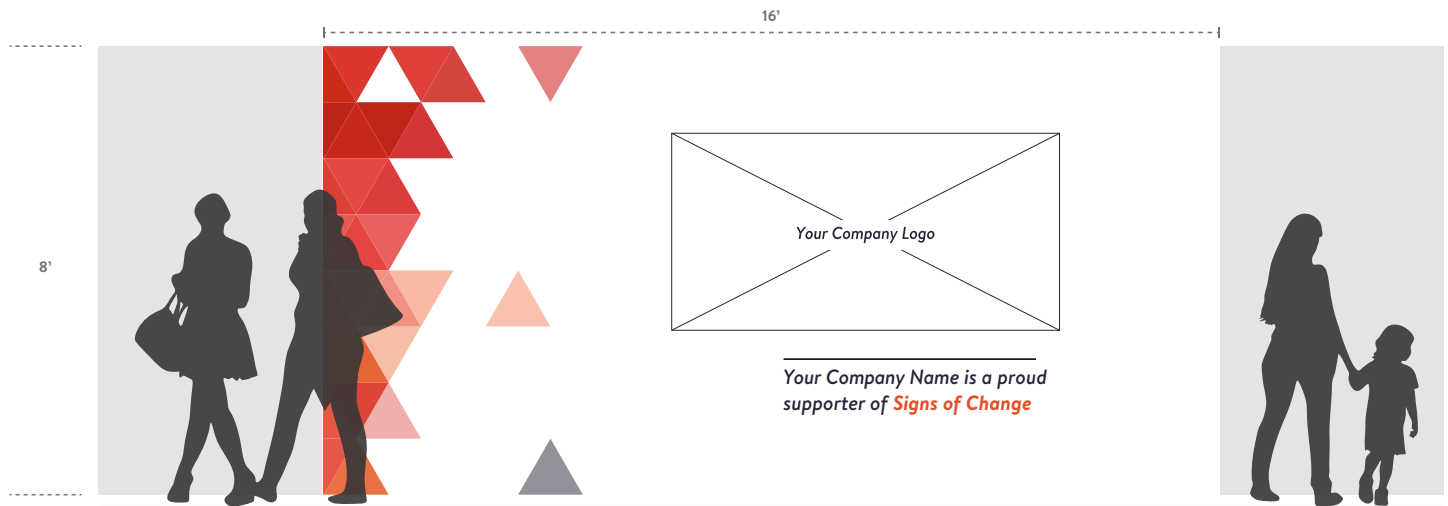 16’
8’
Your Company Logo
Your Company Name is a proud
supporter of Signs of Change